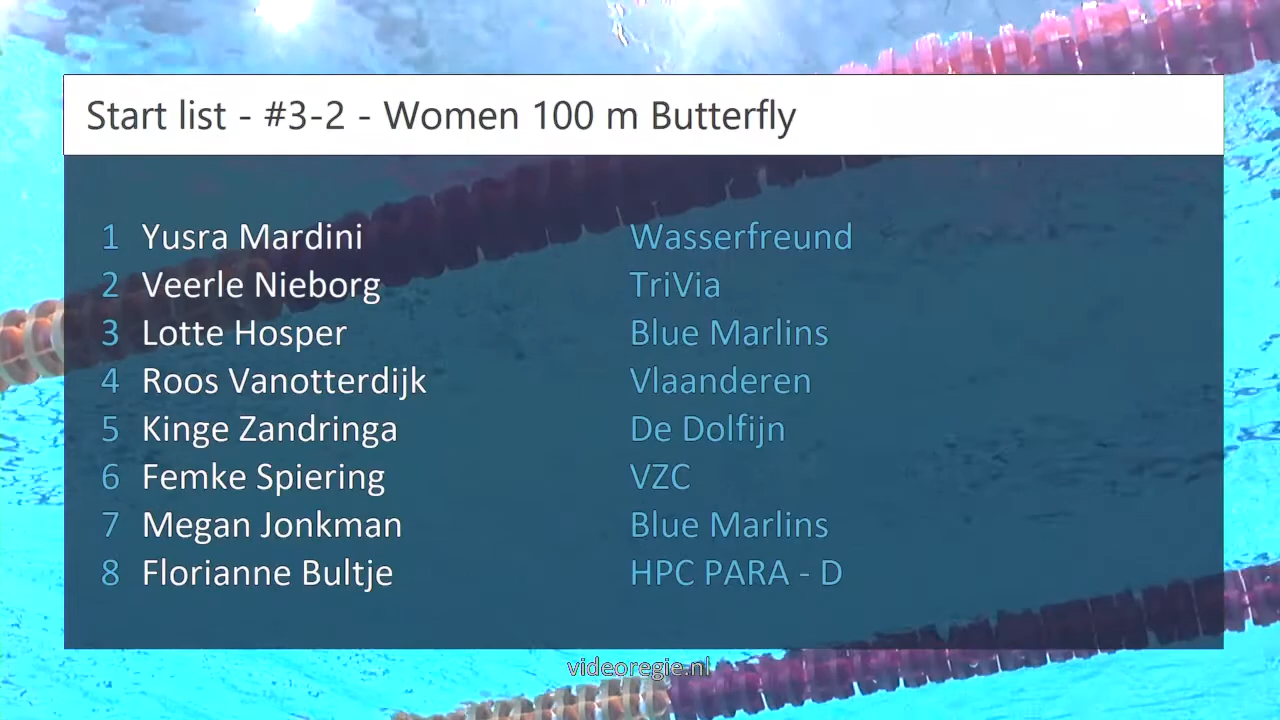 Start list - #3-2 - Women 100 m Butterfly
1 Yusra Mardini Wasserfreund
2 Veerle Nieborg TriVia
3 Lotte Hosper Blue Marlins
4 Roos Vanotterdijk Vlaanderen
5 Kinge Zandringa De Dolfijn
6 Femke Spiering VZC
7 Megan Jonkman Blue Marlins
8 Florianne Bultje HPC PARA - D
videoregie.nl